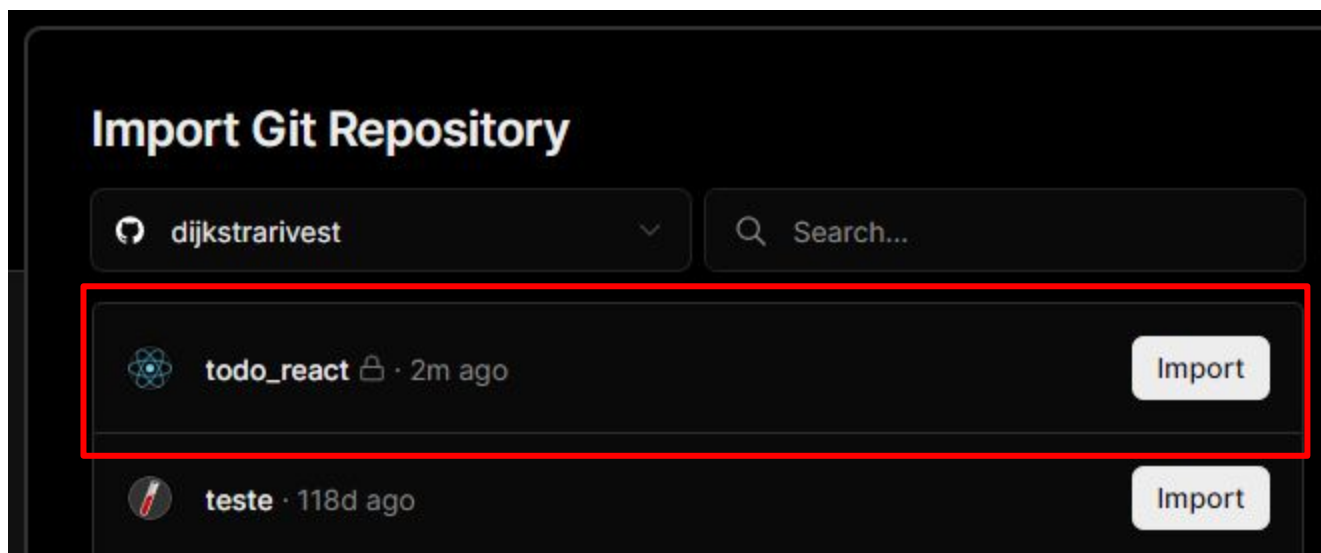 Import Git Repository
dijkstrarivest
Search...
todo_react · 2m ago
Import
teste · 118d ago
Import